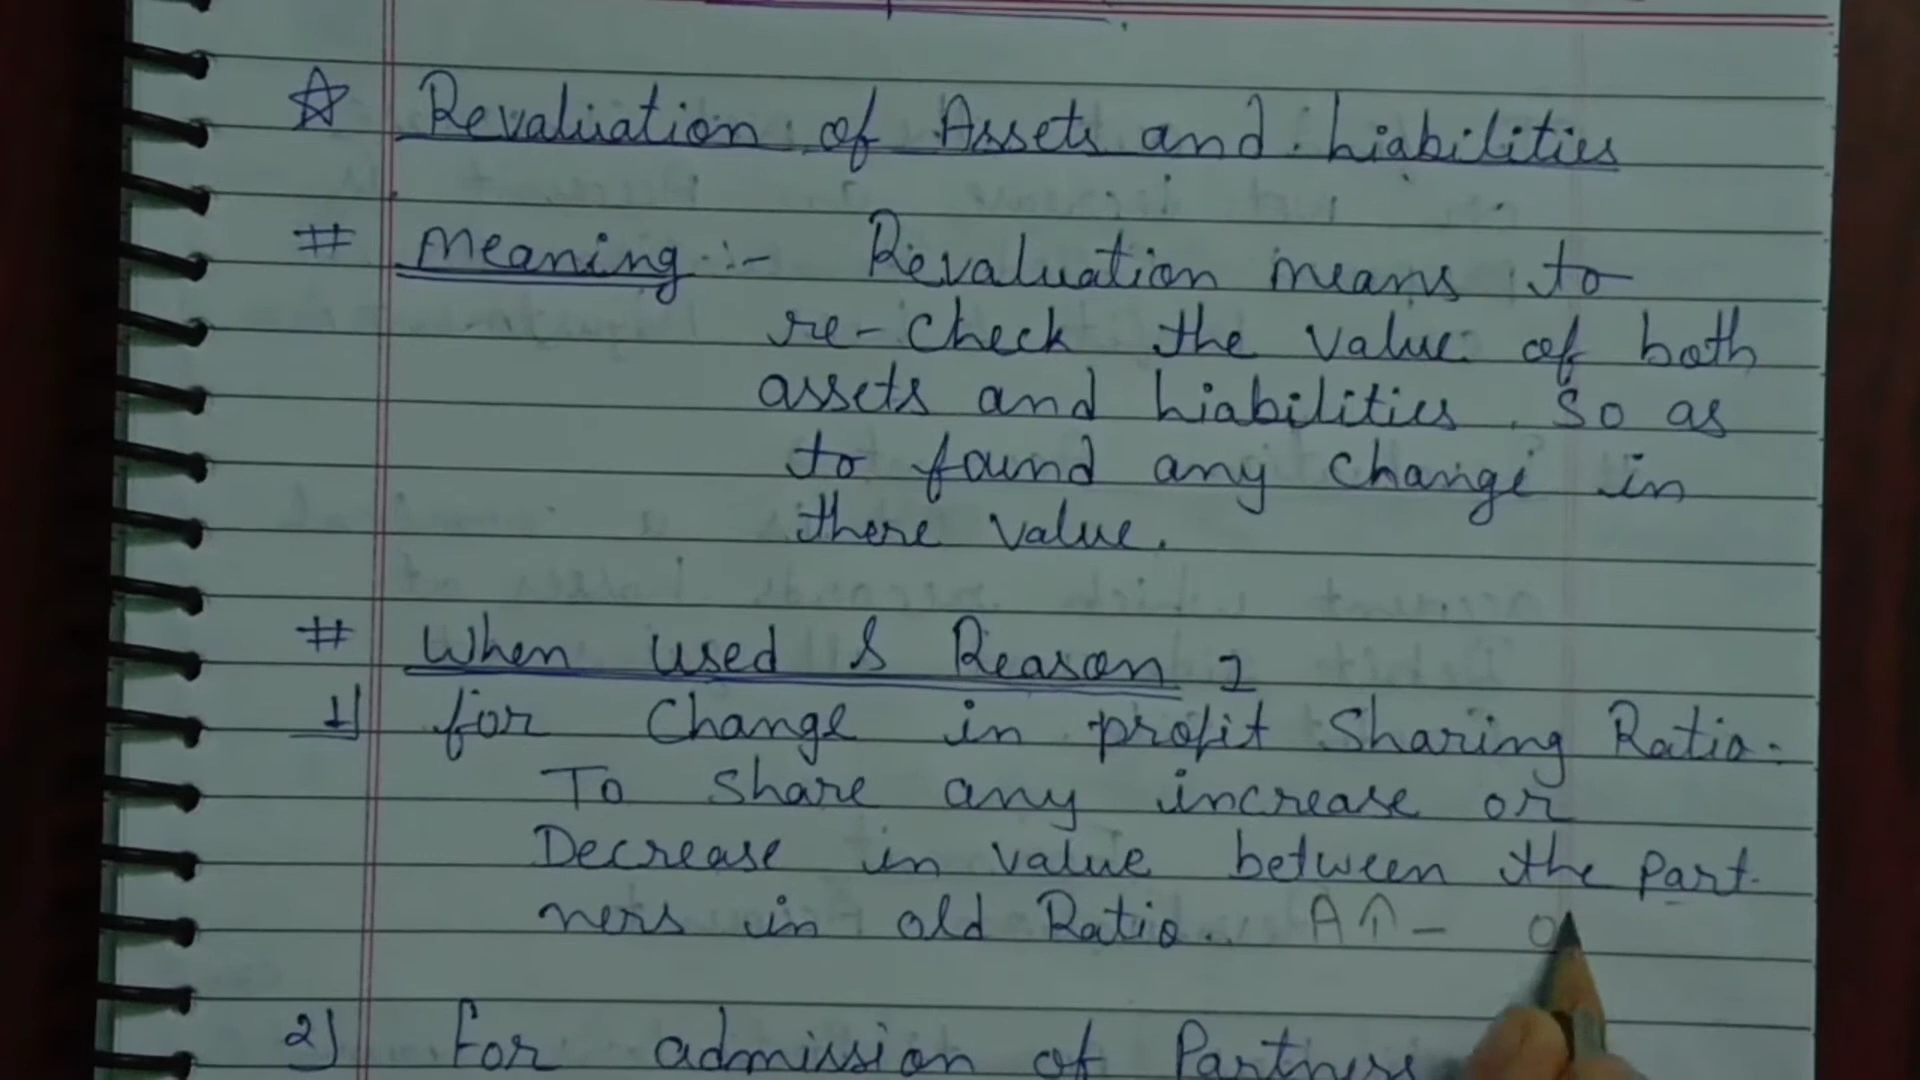 ☆ Revaluation of Assets and Liabilities
# Meaning :- Revaluation means to
re-check the value of both
assets and Liabilities. So as
to found any change in
there value.
# When used & Reason
1) for change in profit sharing Ratio.
To share any increase or
Decrease in value between the part
ners in old Ratio. A↑ - O
2) For admission of Partner